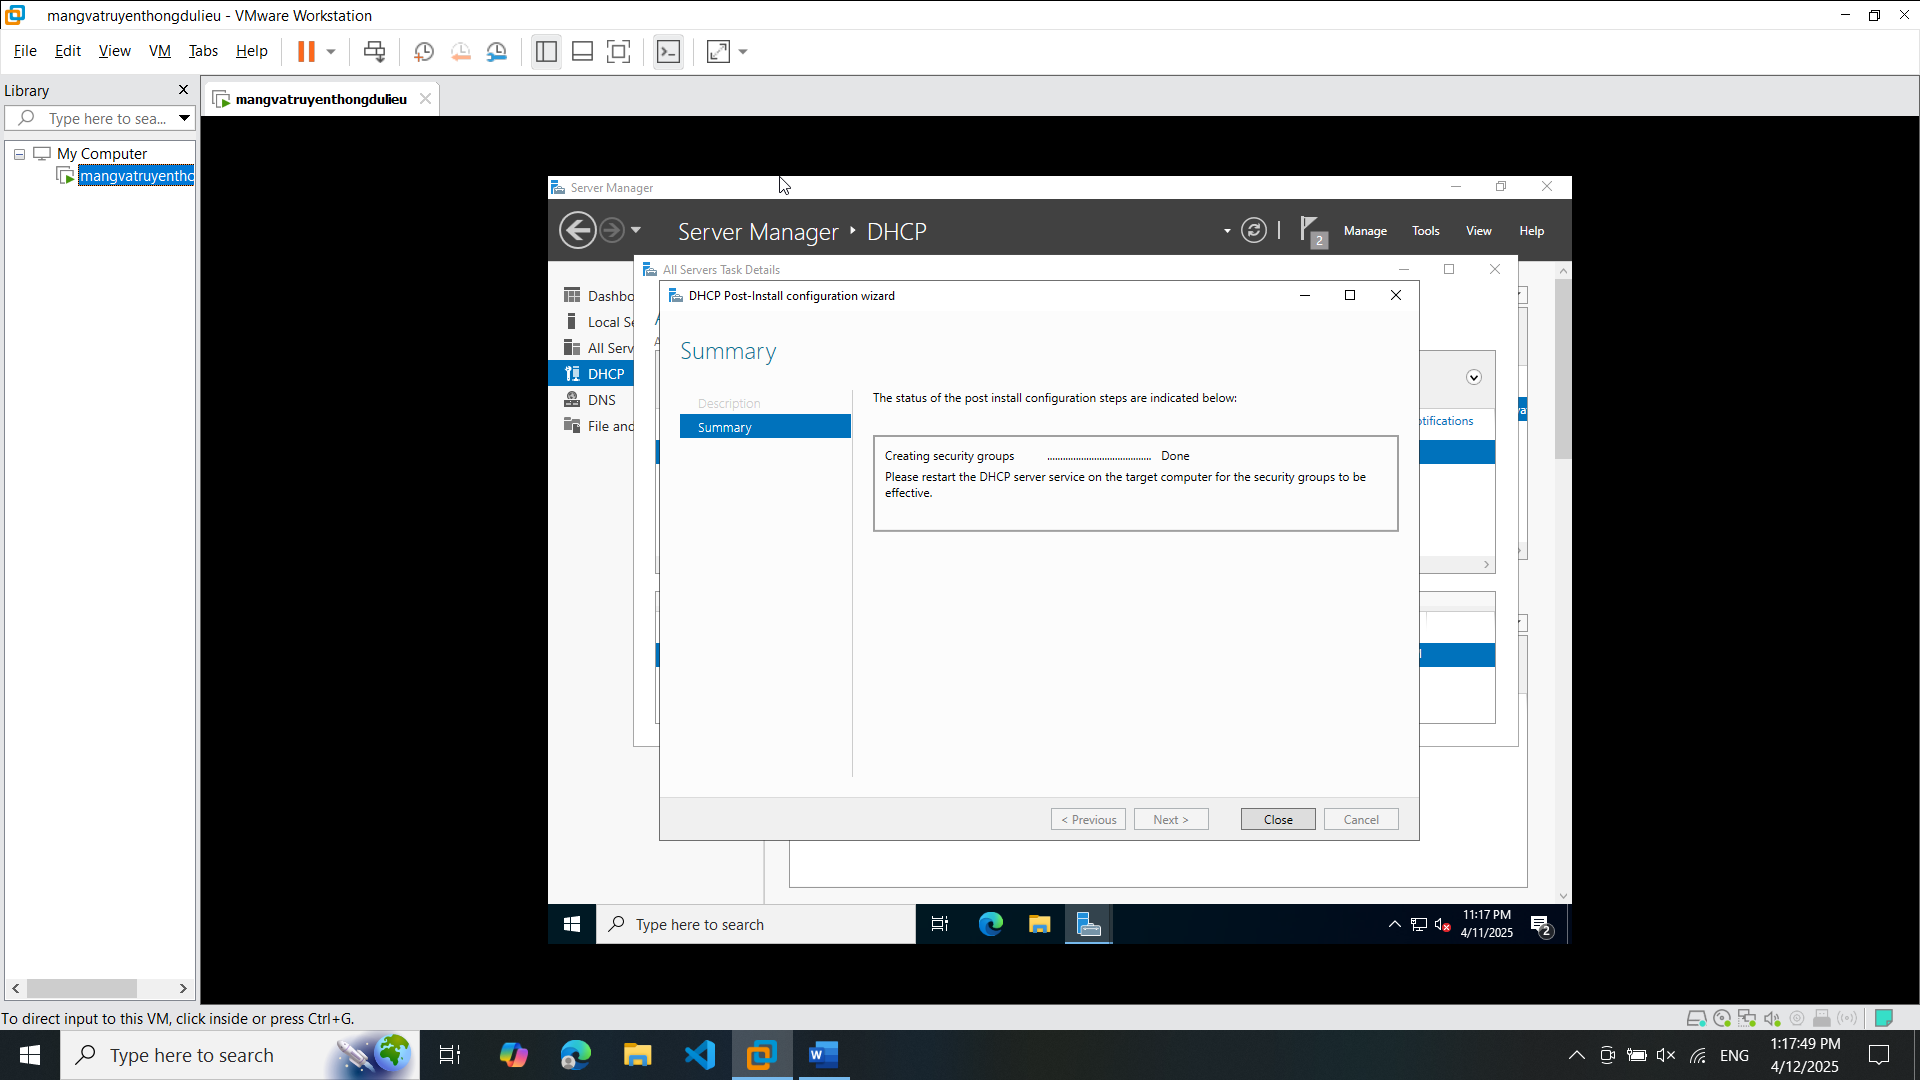 mangvatruyenthongdulieu - VMware Workstation
File Edit View VM Tabs Help
Library
Type here to sea...
My Computer
mangvatruyenthc
mangvatruyenthongdulieu
Server Manager
Server Manager ‣ DHCP
2
Manage Tools View Help
Dashbo
Local Se
All Serv
DHCP
DNS
File and
All Servers Task Details
DHCP Post-Install configuration wizard
Summary
Description
Summary
The status of the post install configuration steps are indicated below:
Creating security groups ........................................ Done
Please restart the DHCP server service on the target computer for the security groups to be
effective.
otifications
< Previous Next > Close Cancel
Type here to search
11:17 PM
4/11/2025
2
To direct input to this VM, click inside or press Ctrl+G.
Type here to search
ENG
1:17:49 PM
4/12/2025